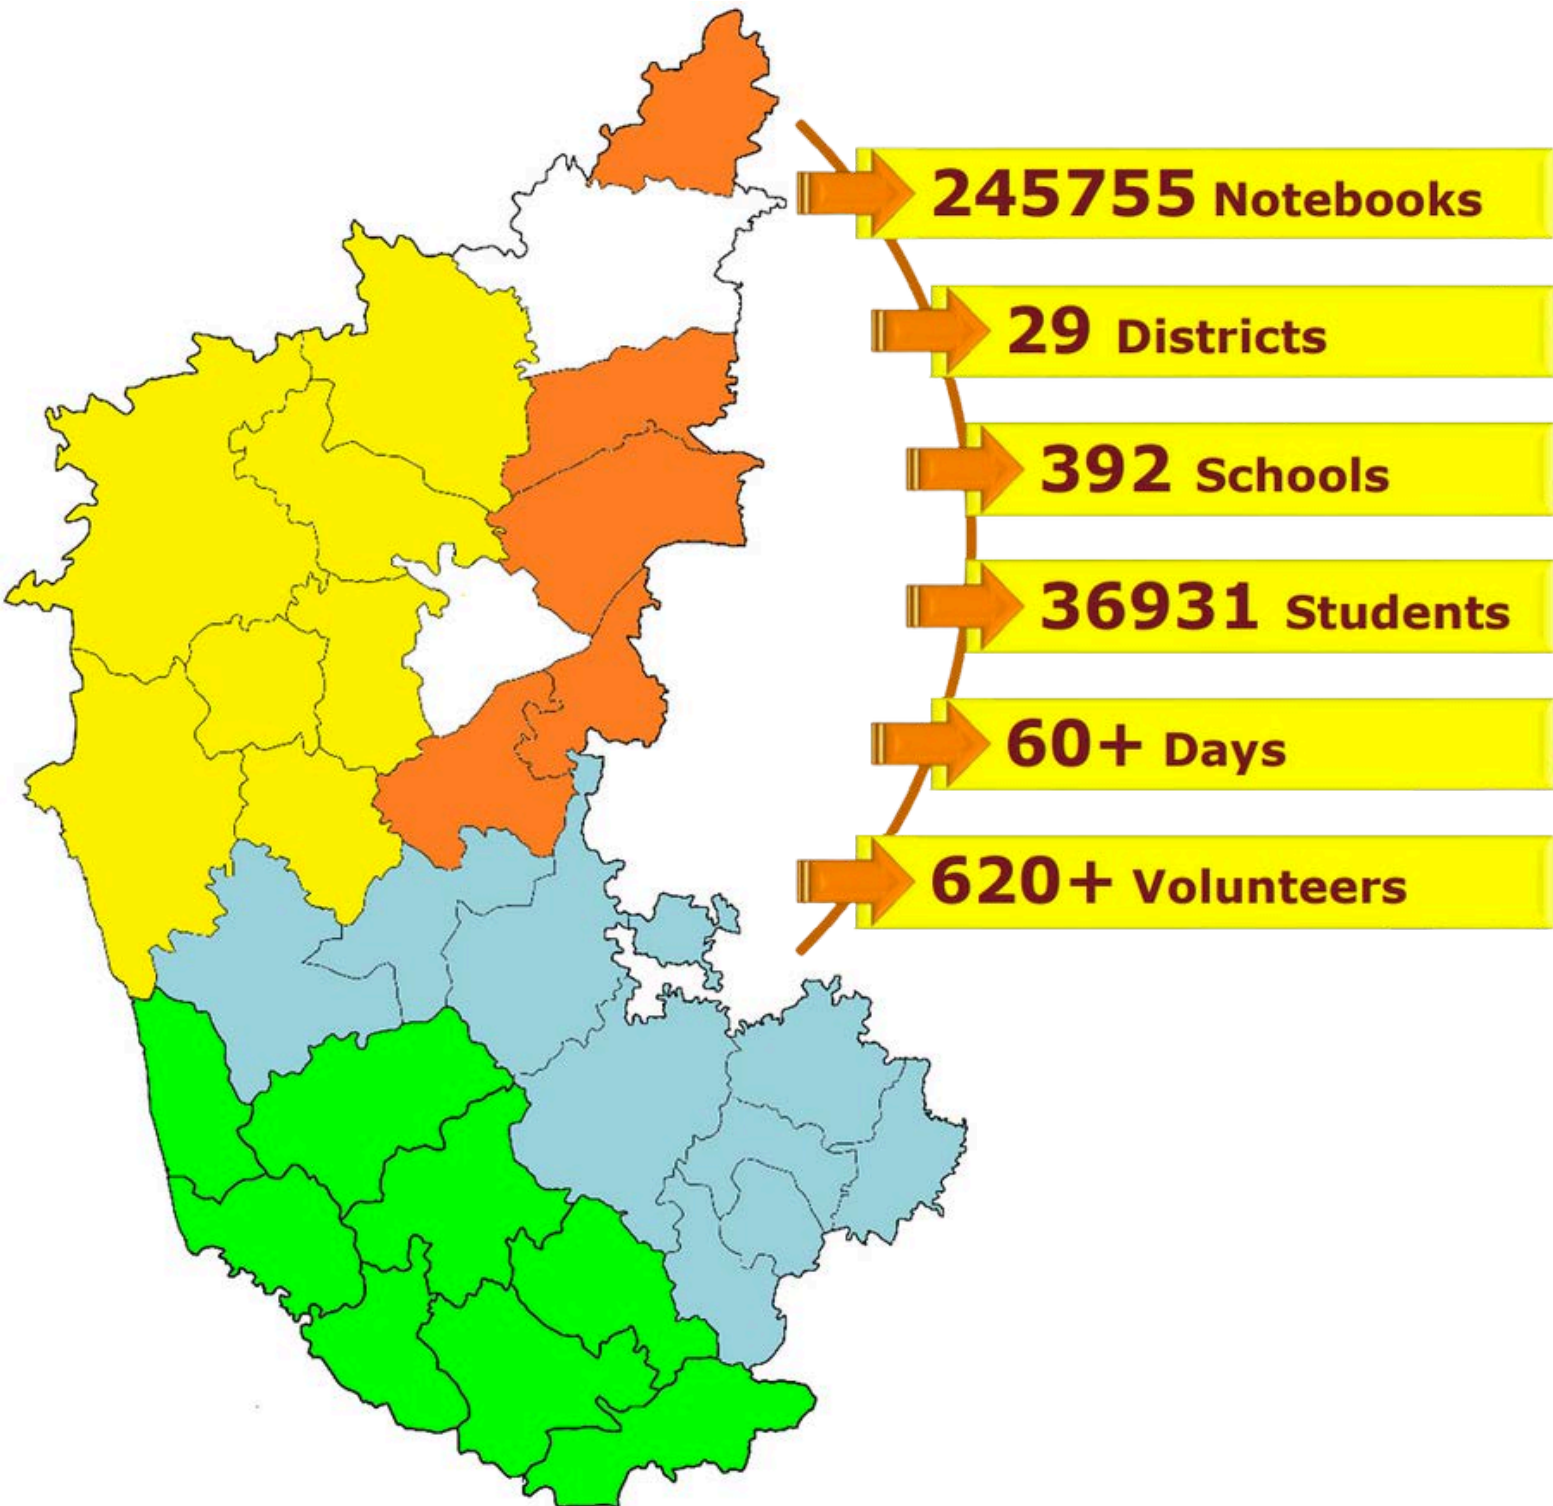 245755 Notebooks
29 Districts
392 Schools
36931 Students
60+ Days
620+ Volunteers